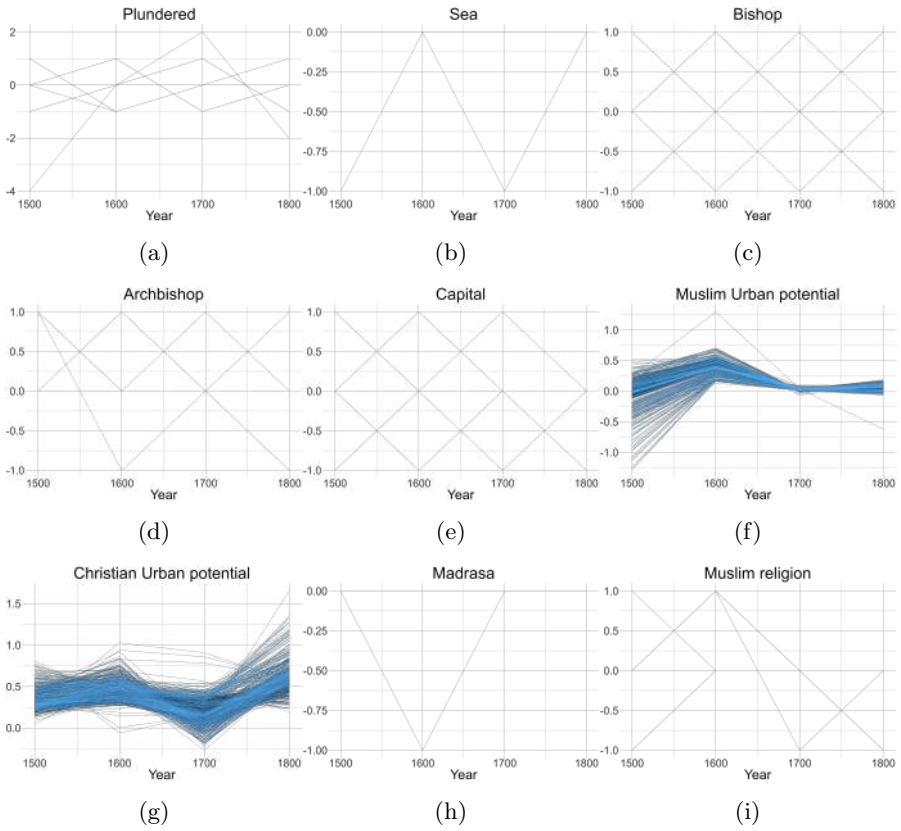 Plundered
2
0
-2
-4
1500 1600 1700 1800
Year
(a)
Sea
0.00
-0.25
-0.50
-0.75
-1.00
1500 1600 1700 1800
Year
(b)
Bishop
1.0
0.5
0.0
-0.5
-1.0
1500 1600 1700 1800
Year
(c)
Archbishop
1.0
0.5
0.0
-0.5
-1.0
1500 1600 1700 1800
Year
(d)
Capital
1.0
0.5
0.0
-0.5
-1.0
1500 1600 1700 1800
Year
(e)
Muslim Urban potential
1.0
0.5
0.0
-0.5
-1.0
1500 1600 1700 1800
Year
(f)
Christian Urban potential
1.5
1.0
0.5
0.0
1500 1600 1700 1800
Year
(g)
Madrasa
0.00
-0.25
-0.50
-0.75
-1.00
1500 1600 1700 1800
Year
(h)
Muslim religion
1.0
0.5
0.0
-0.5
-1.0
1500 1600 1700 1800
Year
(i)